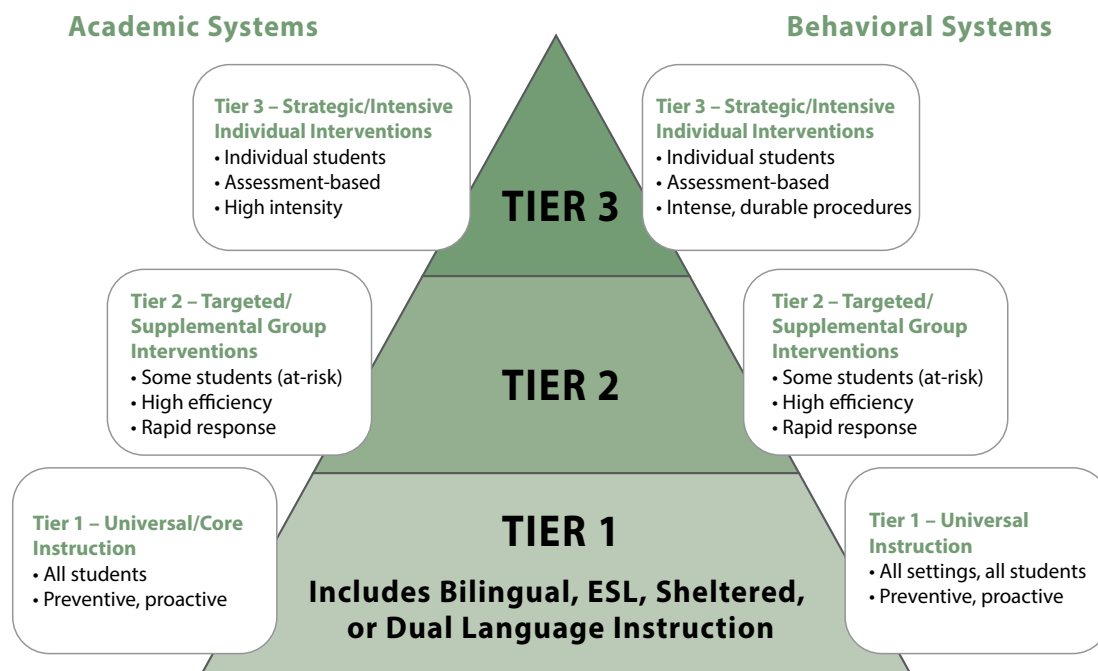 Academic Systems
Behavioral Systems
Tier 3 – Strategic/Intensive
Individual Interventions
• Individual students
• Assessment-based
• High intensity
TIER 3
Tier 3 – Strategic/Intensive
Individual Interventions
• Individual students
• Assessment-based
• Intense, durable procedures
Tier 2 – Targeted/
Supplemental Group
Interventions
• Some students (at-risk)
• High efficiency
• Rapid response
TIER 2
Tier 2 – Targeted/
Supplemental Group
Interventions
• Some students (at-risk)
• High efficiency
• Rapid response
Tier 1 – Universal/Core
Instruction
• All students
• Preventive, proactive
TIER 1
Includes Bilingual, ESL, Sheltered,
or Dual Language Instruction
Tier 1 – Universal
Instruction
• All settings, all students
• Preventive, proactive